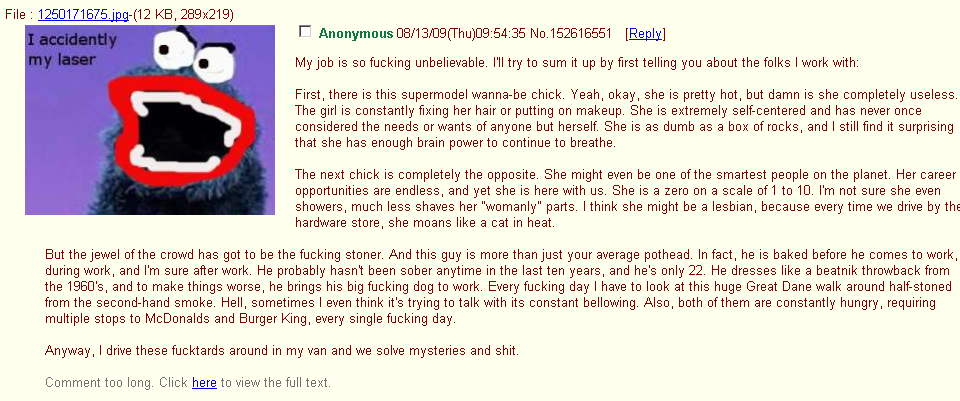 File : 1250171675.jpg-(12 KB, 289x219)
I accidently
my laser
Anonymous 08/13/09(Thu)09:54:35 No.152616551 [Reply]
My job is so fucking unbelievable. I'll try to sum it up by first telling you about the folks I work with:
First, there is this supermodel wanna-be chick. Yeah, okay, she is pretty hot, but damn is she completely useless.
The girl is constantly fixing her hair or putting on makeup. She is extremely self-centered and has never once
considered the needs or wants of anyone but herself. She is as dumb as a box of rocks, and I still find it surprising
that she has enough brain power to continue to breathe.
The next chick is completely the opposite. She might even be one of the smartest people on the planet. Her career
opportunities are endless, and yet she is here with us. She is a zero on a scale of 1 to 10. I'm not sure she even
showers, much less shaves her "womanly" parts. I think she might be a lesbian, because every time we drive by the
hardware store, she moans like a cat in heat.
But the jewel of the crowd has got to be the fucking stoner. And this guy is more than just your average pothead. In fact, he is baked before he comes to work,
during work, and I'm sure after work. He probably hasn't been sober anytime in the last ten years, and he's only 22. He dresses like a beatnik throwback from
the 1960's, and to make things worse, he brings his big fucking dog to work. Every fucking day I have to look at this huge Great Dane walk around half-stoned
from the second-hand smoke. Hell, sometimes I even think it's trying to talk with its constant bellowing. Also, both of them are constantly hungry, requiring
multiple stops to McDonalds and Burger King, every single fucking day.
Anyway, I drive these fucktards around in my van and we solve mysteries and shit.
Comment too long. Click here to view the full text.